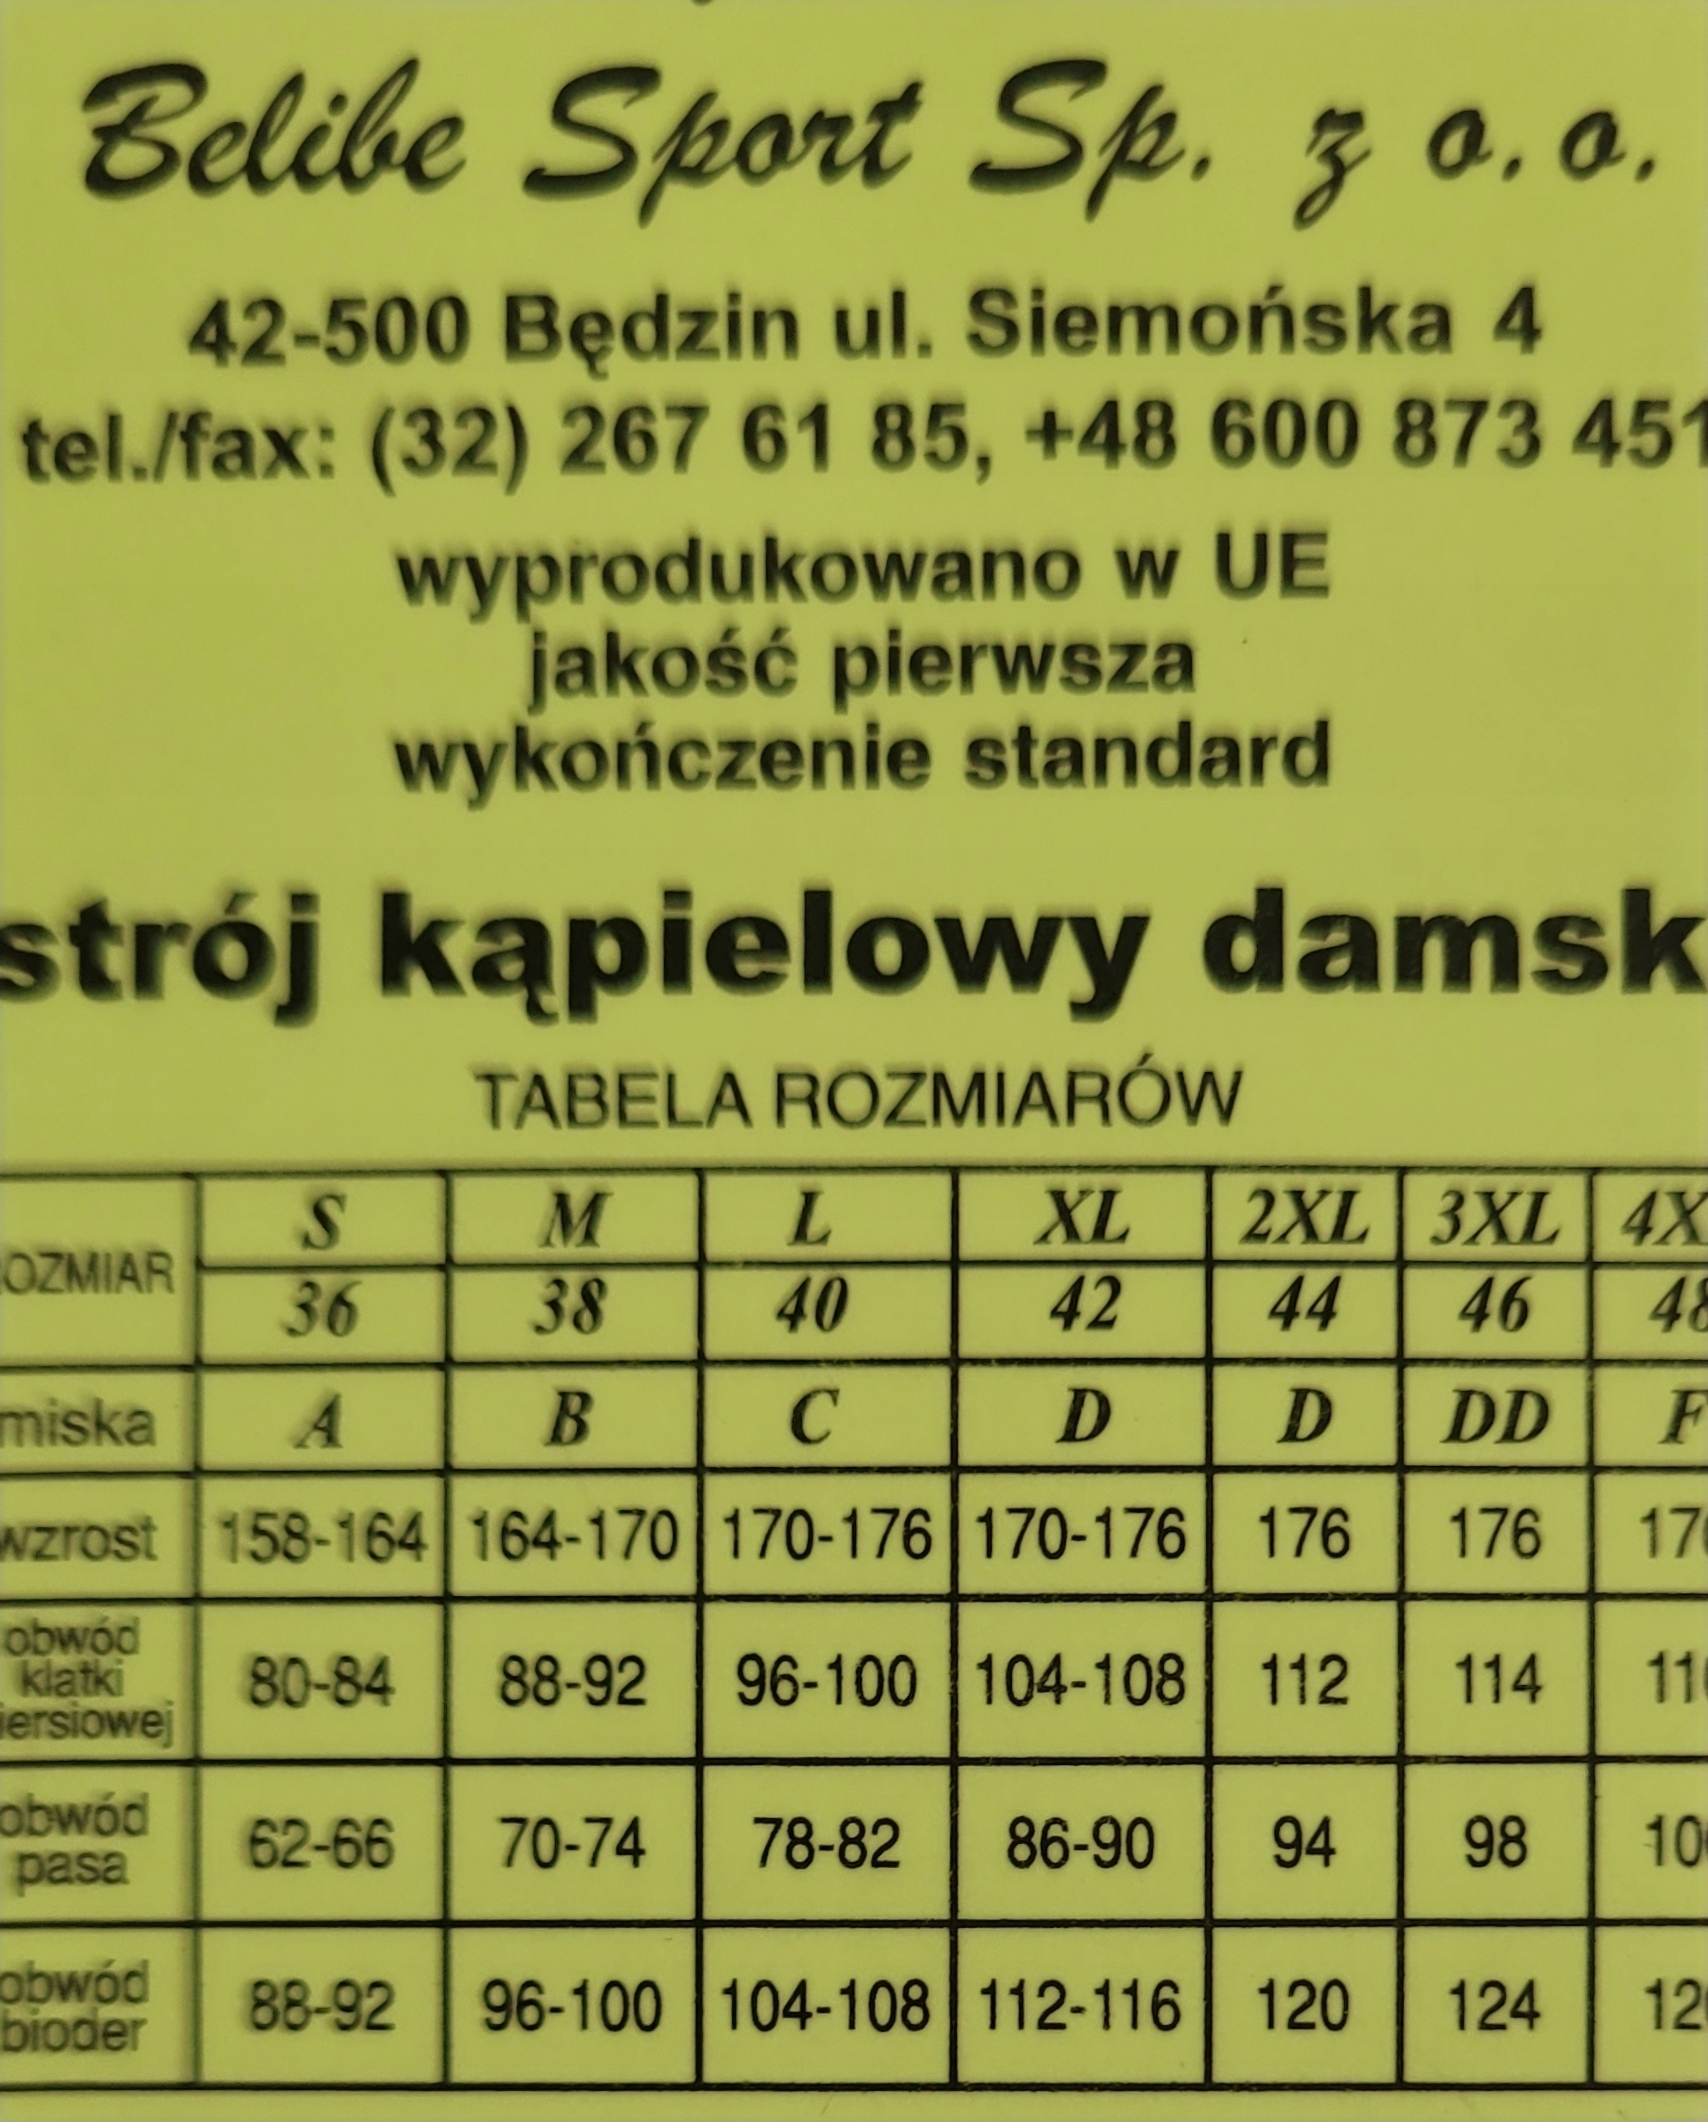 Belibe Sport Sp. z o.o.
42-500 Będzin ul. Siemońska 4
tel./fax: (32) 267 61 85, +48 600 873 451
wyprodukowano w UE
jakość pierwsza
wykończenie standard
strój kąpielowy damsk
TABELA ROZMIARÓW
OZMIAR S M L XL 2XL 3XL 4X
36 38 40 42 44 46 48
miska A B C D D DD F
wzrost 158-164 164-170 170-176 170-176 176 176
obwód
klatki
iersiowej 80-84 88-92 96-100 104-108 112 114
obwód
pasa 62-66 70-74 78-82 86-90 94 98
obwód
bioder 88-92 96-100 104-108 112-116 120 124